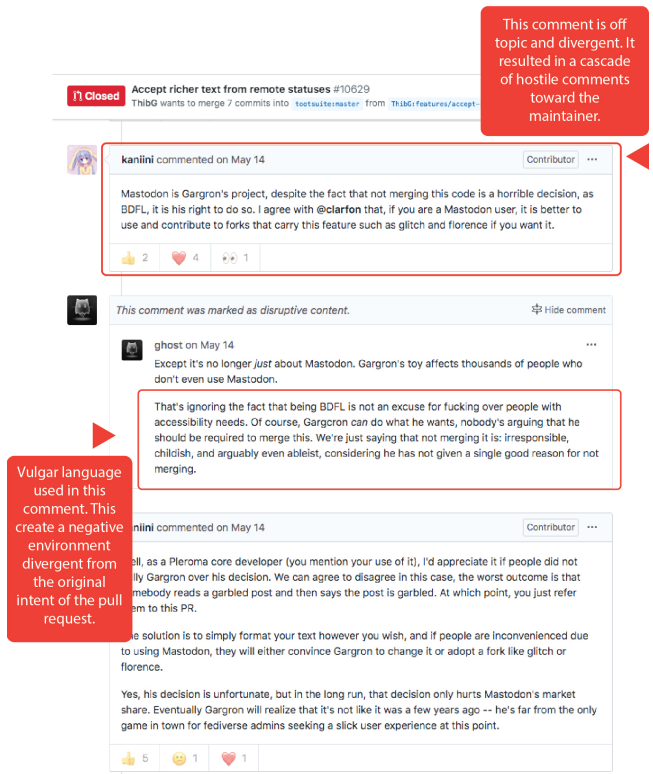 This comment is off
topic and divergent. It
resulted in a cascade
of hostile comments
toward the
maintainer.
Closed
Accept richer text from remote statuses #10629
ThibG wants to merge 7 commits into tootsuite:master from ThibG:features/accept-
kaniini commented on May 14
Contributor
Mastodon is Gargron's project, despite the fact that not merging this code is a horrible decision, as
BDFL, it is his right to do so. I agree with @clarfon that, if you are a Mastodon user, it is better to
use and contribute to forks that carry this feature such as glitch and florence if you want it.
2 4 1
This comment was marked as disruptive content.
Hide comment
ghost on May 14
Except it's no longer just about Mastodon. Gargron's toy affects thousands of people who
don't even use Mastodon.
That's ignoring the fact that being BDFL is not an excuse for fucking over people with
accessibility needs. Of course, Gargcron can do what he wants, nobody's arguing that he
should be required to merge this. We're just saying that not merging it is: irresponsible,
childish, and arguably even ableist, considering he has not given a single good reason for not
merging.
Vulgar language
used in this
comment. This
create a negative
environment
divergent from
the original
intent of the pull
request.
niini commented on May 14
Contributor
ell, as a Pleroma core developer (you mention your use of it), I'd appreciate it if people did not
lly Gargron over his decision. We can agree to disagree in this case, the worst outcome is that
mebody reads a garbled post and then says the post is garbled. At which point, you just refer
em to this PR.
e solution is to simply format your text however you wish, and if people are inconvenienced due
to using Mastodon, they will either convince Gargron to change it or adopt a fork like glitch or
florence.
Yes, his decision is unfortunate, but in the long run, that decision only hurts Mastodon's market
share. Eventually Gargron will realize that it's not like it was a few years ago -- he's far from the only
game in town for fediverse admins seeking a slick user experience at this point.
5 1 1